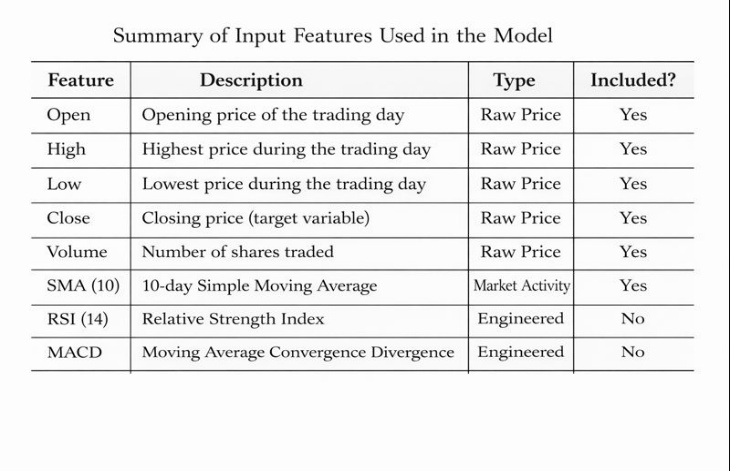 Summary of Input Features Used in the Model
Feature Description Type Included?
Open Opening price of the trading day Raw Price Yes
High Highest price during the trading day Raw Price Yes
Low Lowest price during the trading day Raw Price Yes
Close Closing price (target variable) Raw Price Yes
Volume Number of shares traded Raw Price Yes
SMA (10) 10-day Simple Moving Average Market Activity Yes
RSI (14) Relative Strength Index Engineered No
MACD Moving Average Convergence Divergence Engineered No